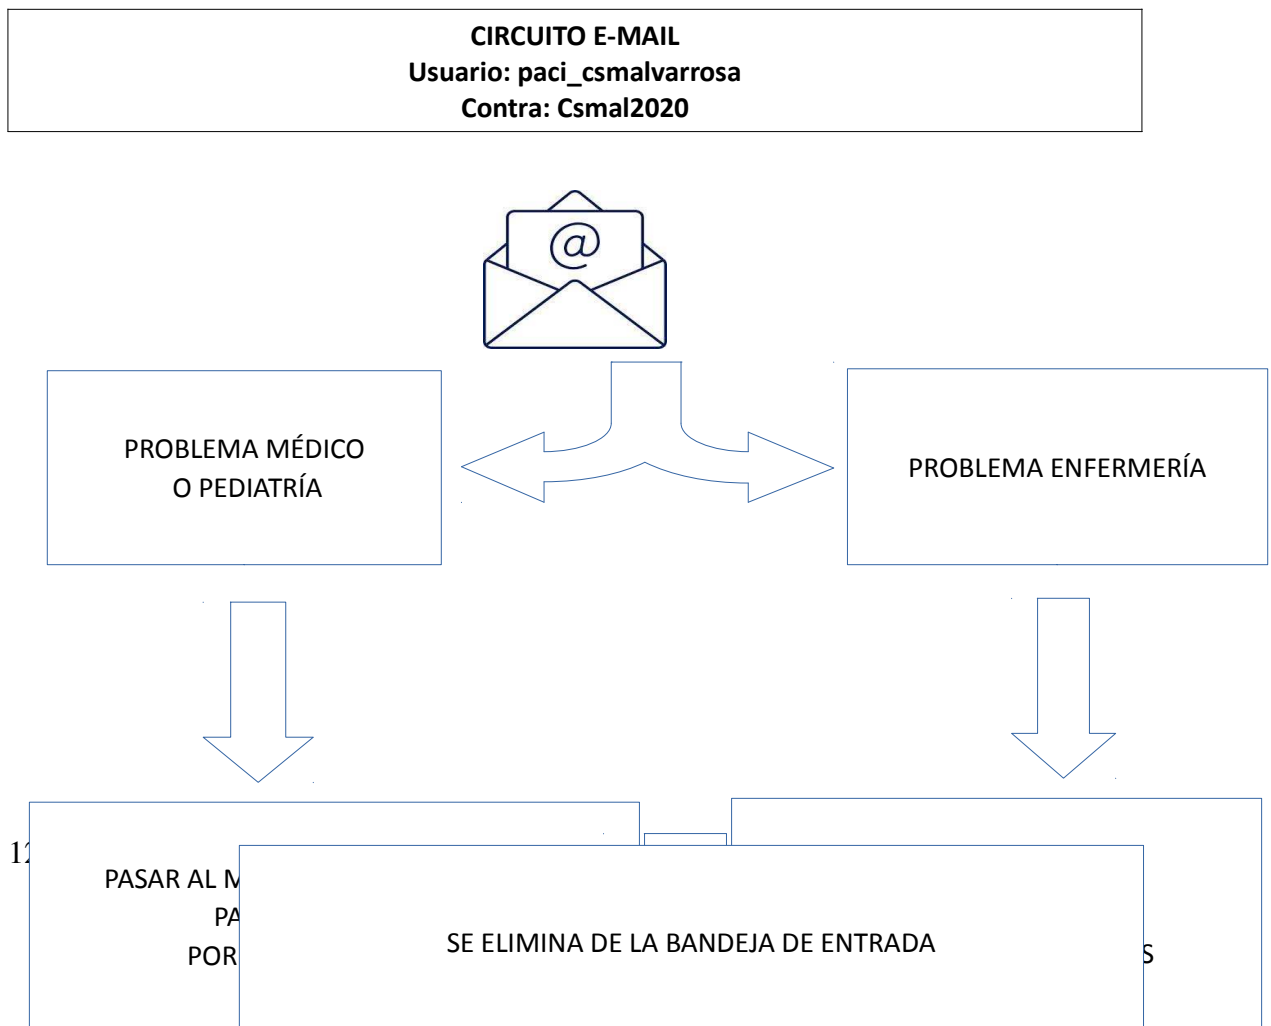 CIRCUITO E-MAIL
Usuario: paci_csmalvarrosa
Contra: Csmal2020
@
PROBLEMA MÉDICO
O PEDIATRÍA
PROBLEMA ENFERMERÍA
PASAR AL
POR
SE ELIMINA DE LA BANDEJA DE ENTRADA